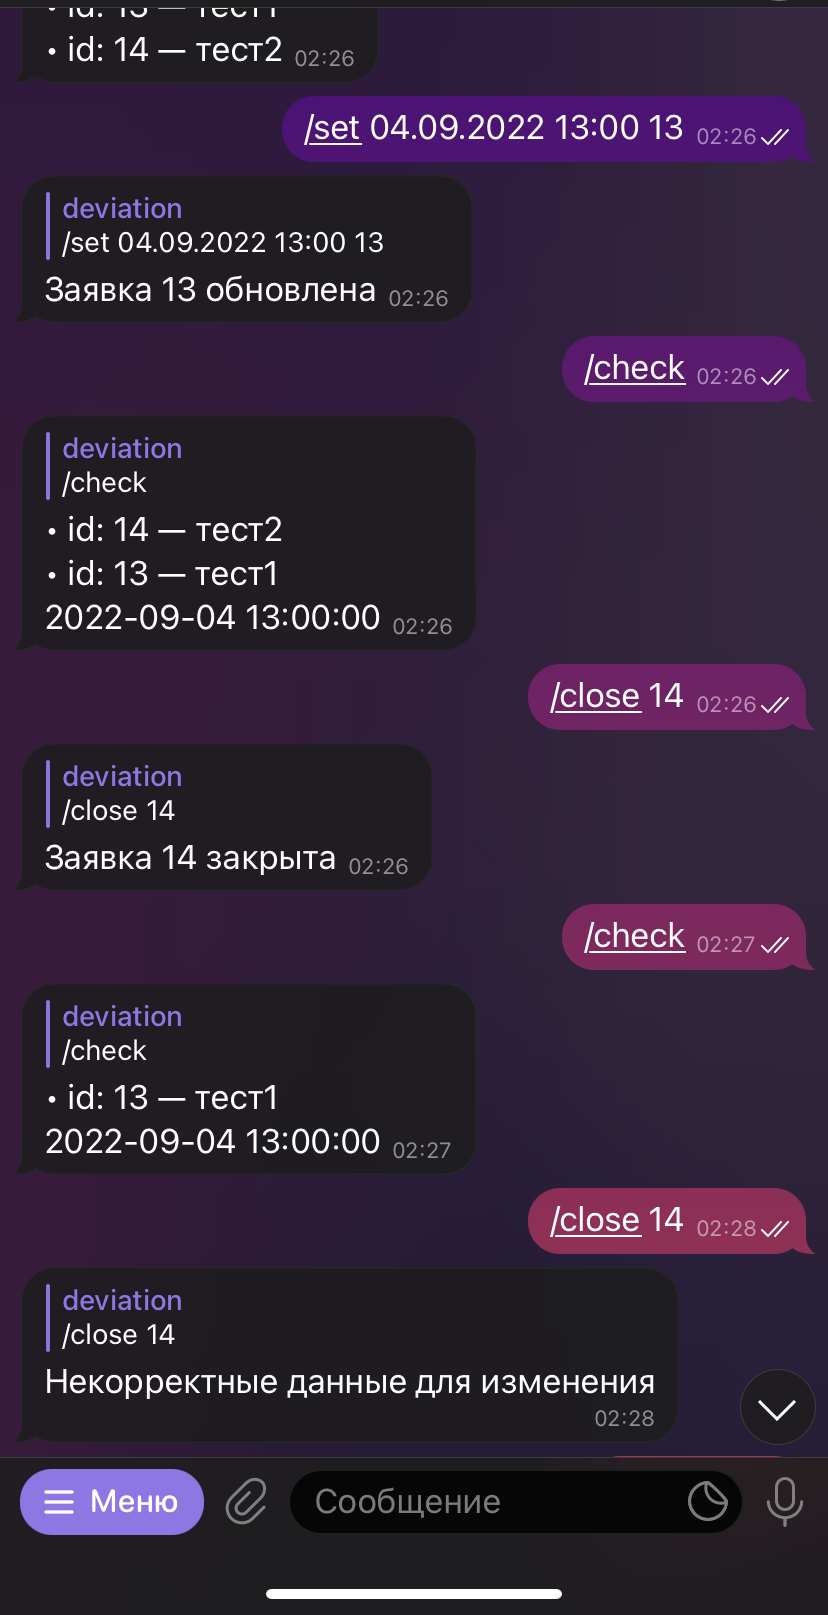 • id: 13 — тест1
• id: 14 — тест2 02:26
/set 04.09.2022 13:00 13 02:26
deviation
/set 04.09.2022 13:00 13
Заявка 13 обновлена 02:26
/check 02:26
deviation
/check
• id: 14 — тест2
• id: 13 — тест1
2022-09-04 13:00:00 02:26
/close 14 02:26
deviation
/close 14
Заявка 14 закрыта 02:26
/check 02:27
deviation
/check
• id: 13 — тест1
2022-09-04 13:00:00 02:27
/close 14 02:28
deviation
/close 14
Некорректные данные для изменения
02:28
Меню
Сообщение